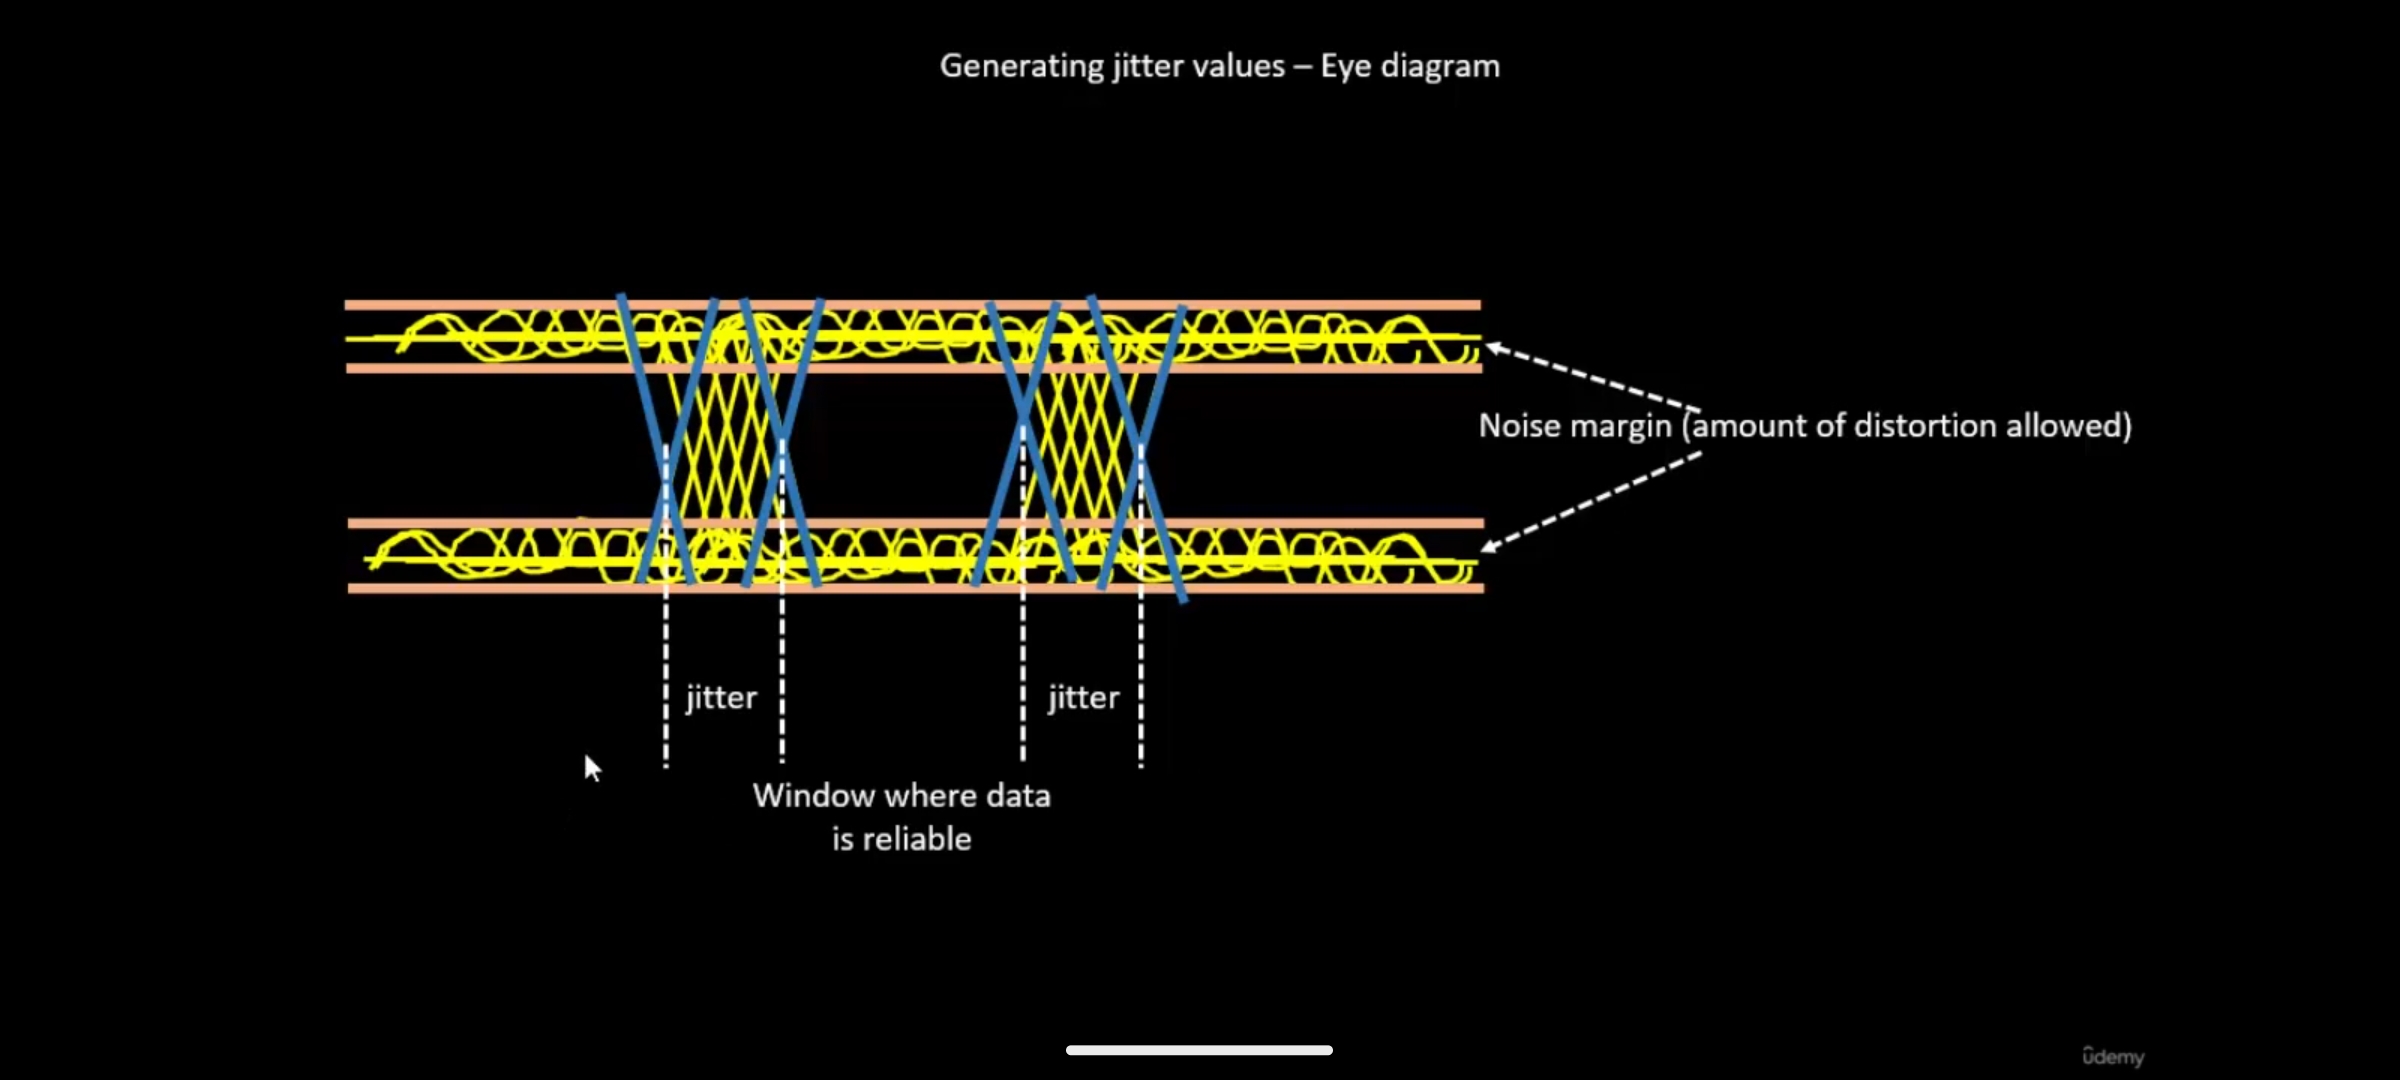 Generating jitter values – Eye diagram
Noise margin (amount of distortion allowed)
jitter
jitter
Window where data
is reliable
ûdemy